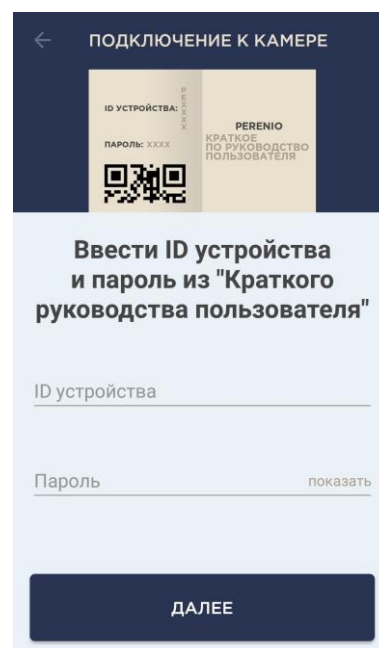 ПОДКЛЮЧЕНИЕ К КАМЕРЕ
ID УСТРОЙСТВА:
ПАРОЛЬ: XXXX
PERENIO
КРАТКОЕ
ПО РУКОВОДСТВО
ПОЛЬЗОВАТЕЛЯ
Ввести ID устройства
и пароль из "Краткого
руководства пользователя"
ID устройства
Пароль
показать
ДАЛЕЕ